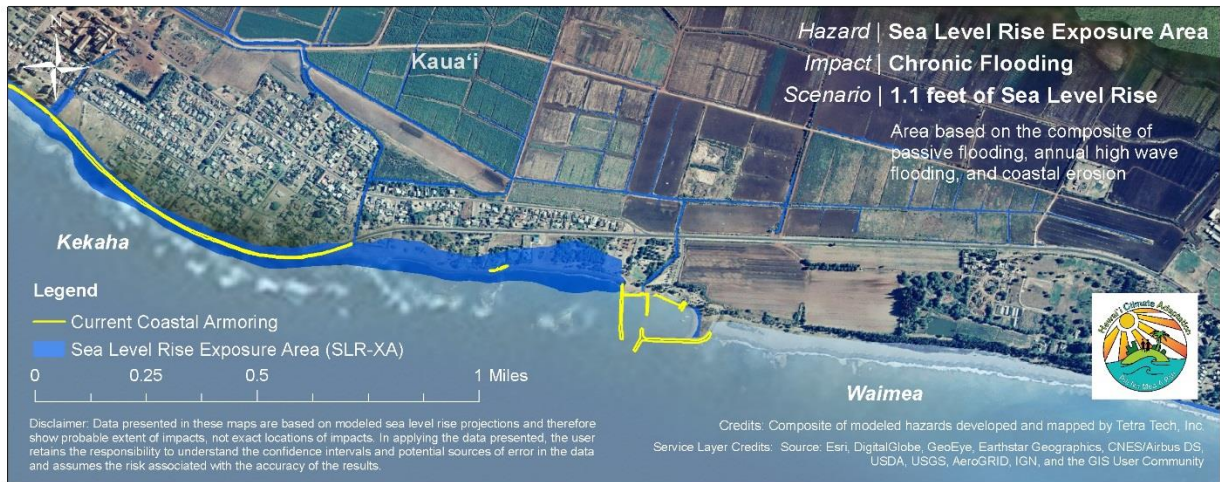 N
Kauaʻi
Hazard | Sea Level Rise Exposure Area
Impact | Chronic Flooding
Scenario | 1.1 feet of Sea Level Rise
Area based on the composite of
passive flooding, annual high wave
flooding, and coastal erosion
Kekaha
Legend
Current Coastal Armoring
Sea Level Rise Exposure Area (SLR-XA)
0 0.25 0.5 1 Miles
Waimea
Hawaiʻi Climate Adaptation
Disclaimer: Data presented in these maps are based on modeled sea level rise projections and therefore
show probable extent of impacts, not exact locations of impacts. In applying the data presented, the user
retains the responsibility to understand the confidence intervals and potential sources of error in the data
and assumes the risk associated with the accuracy of the results.
Credits: Composite of modeled hazards developed and mapped by Tetra Tech, Inc.
Service Layer Credits: Source: Esri, DigitalGlobe, GeoEye, Earthstar Geographics, CNES/Airbus DS,
USDA, USGS, AeroGRID, IGN, and the GIS User Community